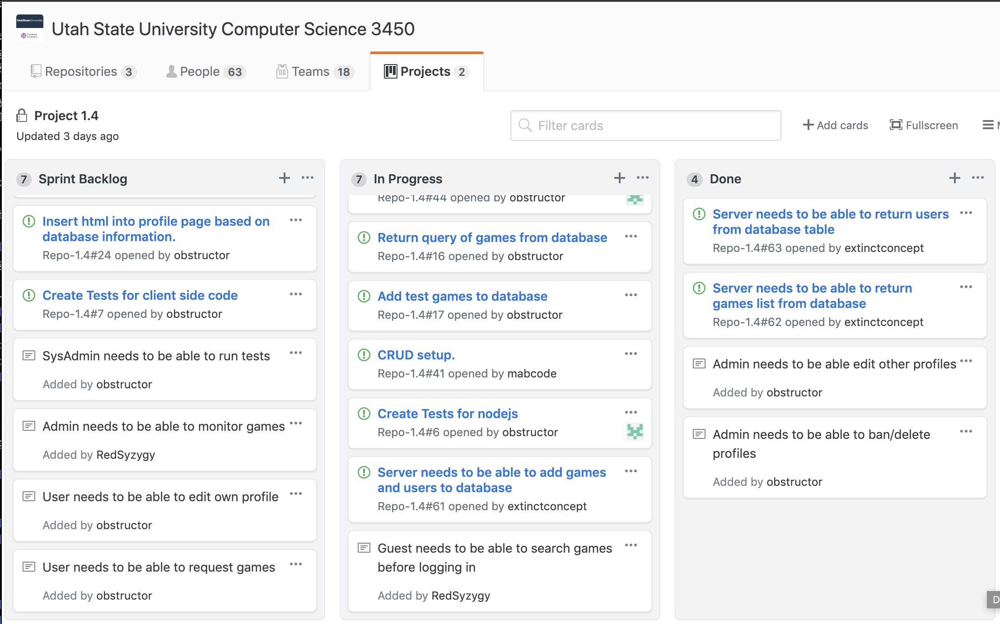 UtahStateUniversity
Computer
SCIENCE
Utah State University Computer Science 3450
Repositories 3
People 63
Teams 18
Projects 2
Project 1.4
Updated 3 days ago
Filter cards
Add cards
Fullscreen
7 Sprint Backlog
Insert html into profile page based on
database information.
Repo-1.4#24 opened by obstructor
Create Tests for client side code
Repo-1.4#7 opened by obstructor
SysAdmin needs to be able to run tests
Added by obstructor
Admin needs to be able to monitor games
Added by RedSyzygy
User needs to be able to edit own profile
Added by obstructor
User needs to be able to request games
Added by obstructor
7 In Progress
Repo-1.4#44 opened by obstructor
Return query of games from database
Repo-1.4#16 opened by obstructor
Add test games to database
Repo-1.4#17 opened by obstructor
CRUD setup.
Repo-1.4#41 opened by mabcode
Create Tests for nodejs
Repo-1.4#6 opened by obstructor
Server needs to be able to add games
and users to database
Repo-1.4#61 opened by extinctconcept
Guest needs to be able to search games
before logging in
Added by RedSyzygy
4 Done
Server needs to be able to return users
from database table
Repo-1.4#63 opened by extinctconcept
Server needs to be able to return
games list from database
Repo-1.4#62 opened by extinctconcept
Admin needs to be able edit other profiles
Added by obstructor
Admin needs to be able to ban/delete
profiles
Added by obstructor